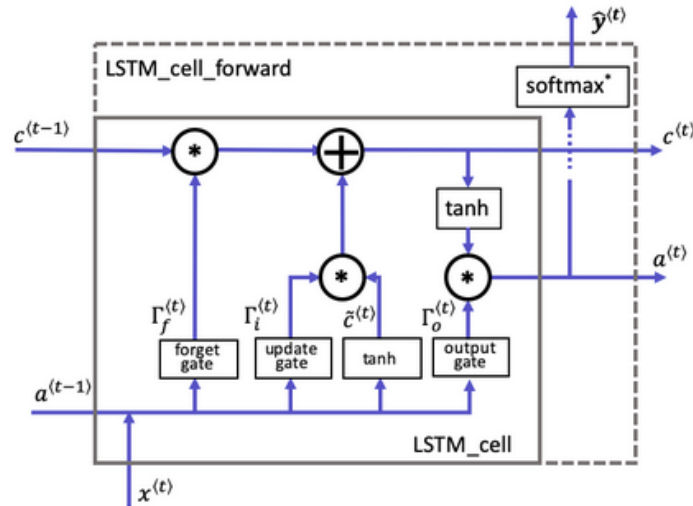 ŷ⟨t⟩
LSTM_cell_forward
softmax*
c⟨t−1⟩
c⟨t⟩
*
+
tanh
*
*
a⟨t⟩
Γf⟨t⟩
Γi⟨t⟩
c̃⟨t⟩
Γo⟨t⟩
forget
gate
update
gate
tanh
output
gate
a⟨t−1⟩
LSTM_cell
x⟨t⟩